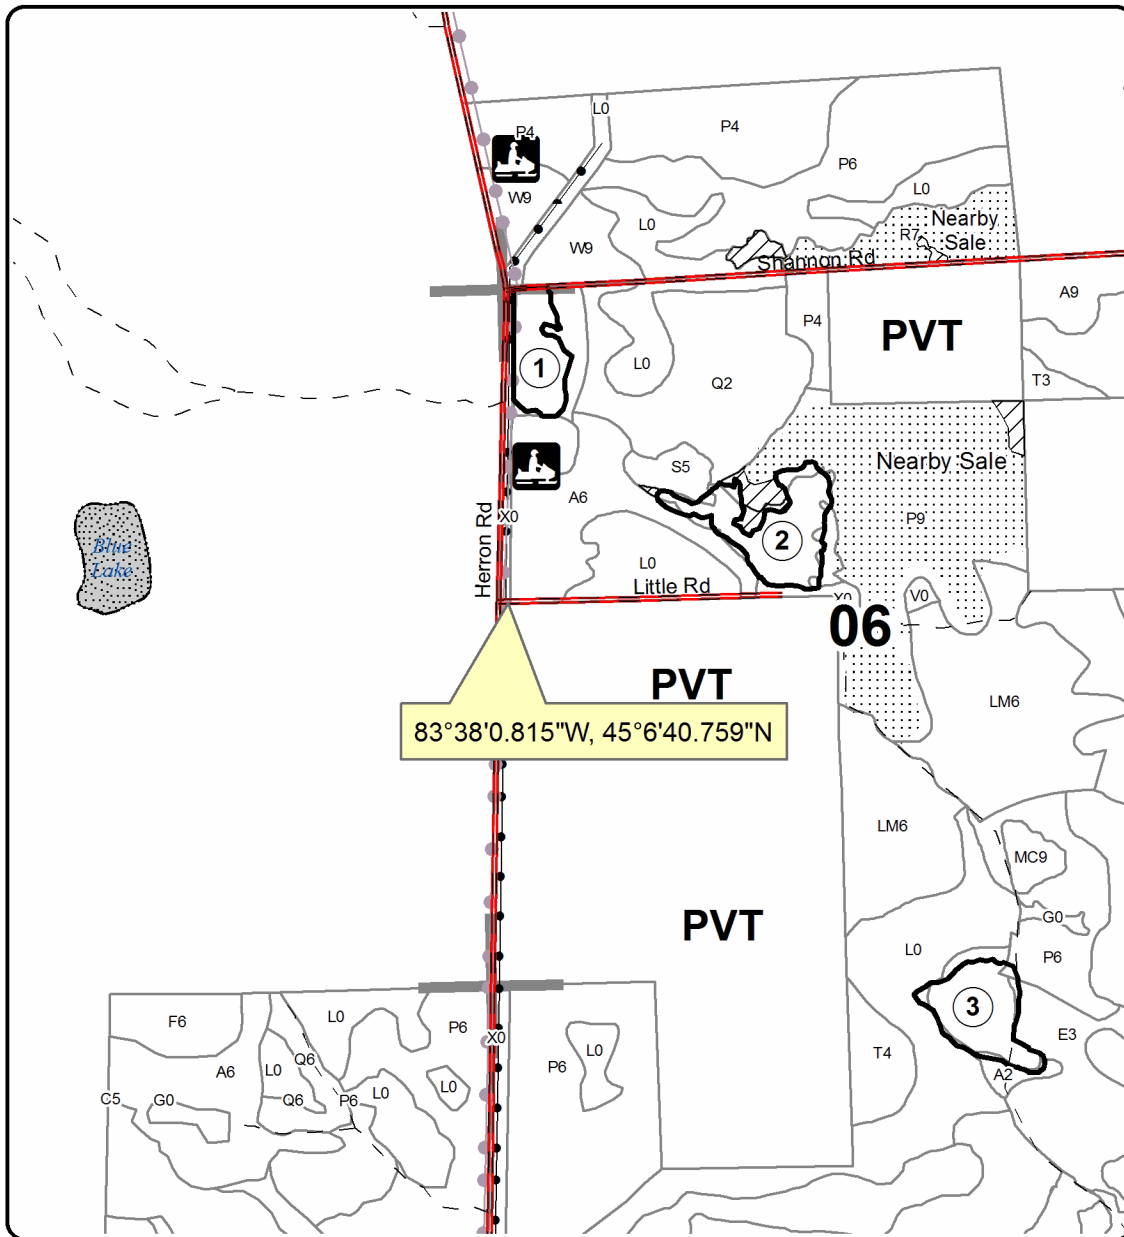 L0
P4
P4
P6
W9
L0
L0
Nearby
Sale
R7
W9
Shannon Rd
A9
P4
PVT
1
L0
Q2
T3
S5
Nearby Sale
A6
P9
X0
Herron Rd
2
Blue
Lake
L0
Little Rd
X0
V0
06
PVT
LM6
83°38'0.815"W, 45°6'40.759"N
LM6
MC9
G0
PVT
L0
P6
3
F6
L0
P6
X0
E3
Q6
L0
P6
T4
A6
L0
A2
L0
L0
C5
G0
Q6
P6